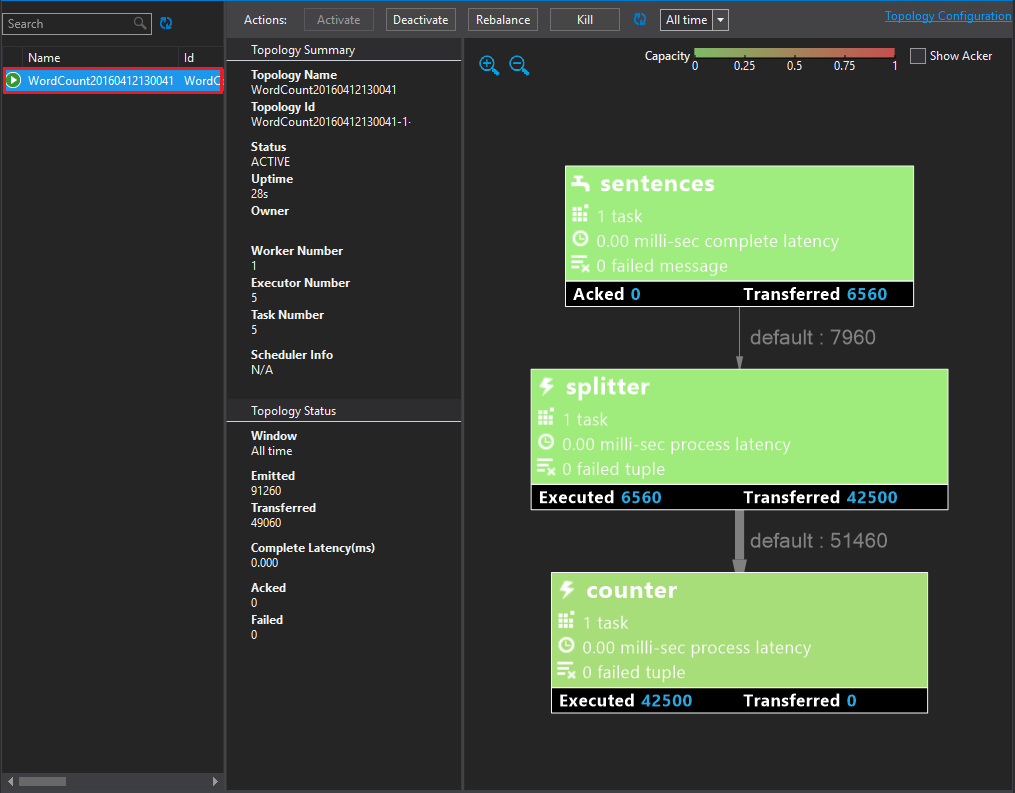 Search
Name Id
WordCount20160412130041 WordC
Actions: Activate Deactivate Rebalance Kill All time Topology Configuration
Topology Summary
Topology Name
WordCount20160412130041
Topology Id
WordCount20160412130041-1-
Status
ACTIVE
Uptime
28s
Owner
Worker Number
1
Executor Number
5
Task Number
5
Scheduler Info
N/A
Topology Status
Window
All time
Emitted
91260
Transferred
49060
Complete Latency(ms)
0.000
Acked
0
Failed
0
Capacity
0 0.25 0.5 0.75 1
Show Acker
sentences
1 task
0.00 milli-sec complete latency
0 failed message
Acked 0 Transferred 6560
default : 7960
splitter
1 task
0.00 milli-sec process latency
0 failed tuple
Executed 6560 Transferred 42500
default : 51460
counter
1 task
0.00 milli-sec process latency
0 failed tuple
Executed 42500 Transferred 0